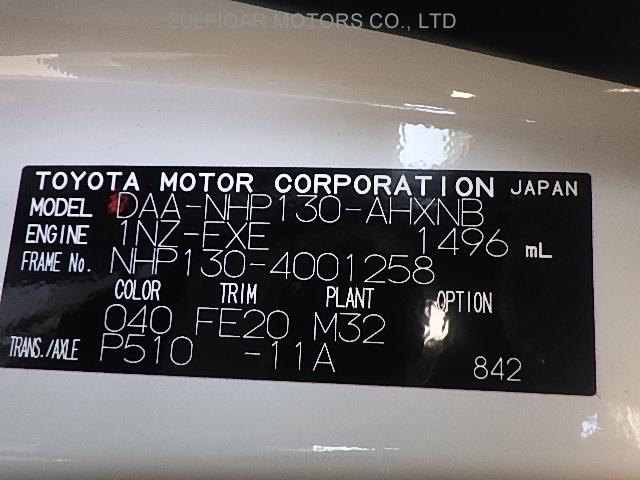 ZULFIQAR MOTORS CO., LTD
TOYOTA MOTOR CORPORATION JAPAN
MODEL DAA-NHP130-AHXNB
ENGINE 1NZ-EXE 1496 mL
FRAME No. NHP130-4001258
COLOR TRIM PLANT OPTION
040 FE20 M32
TRANS./AXLE P510 -11A 842